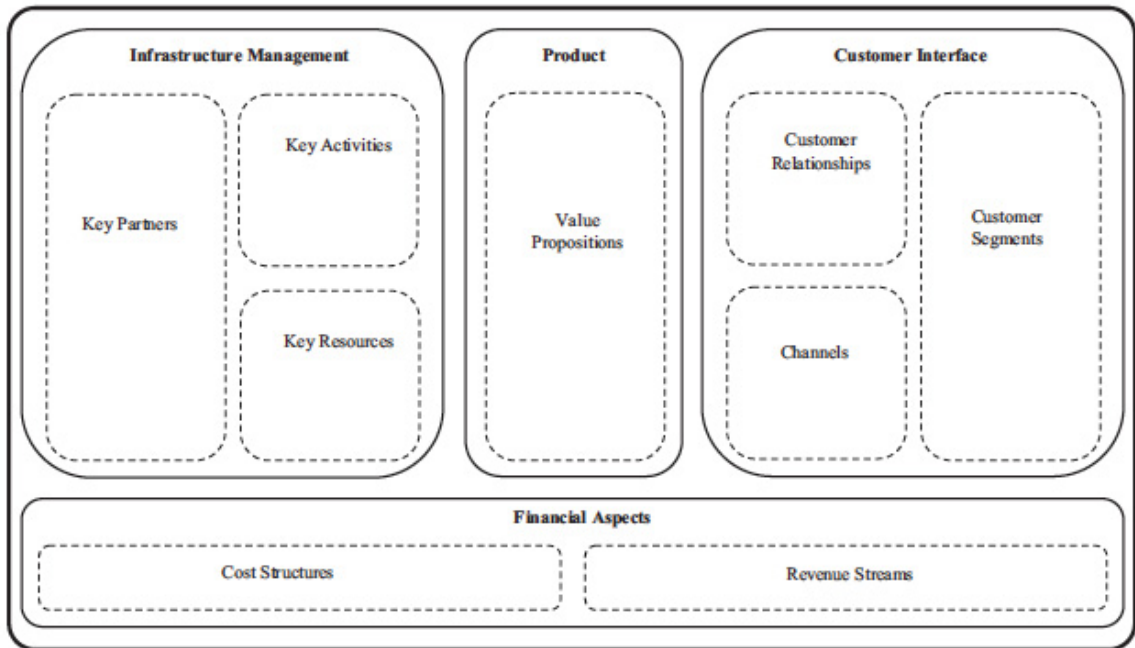 Infrastructure Management
Key Partners
Key Activities
Key Resources
Product
Value
Propositions
Customer Interface
Customer
Relationships
Channels
Customer
Segments
Financial Aspects
Cost Structures
Revenue Streams